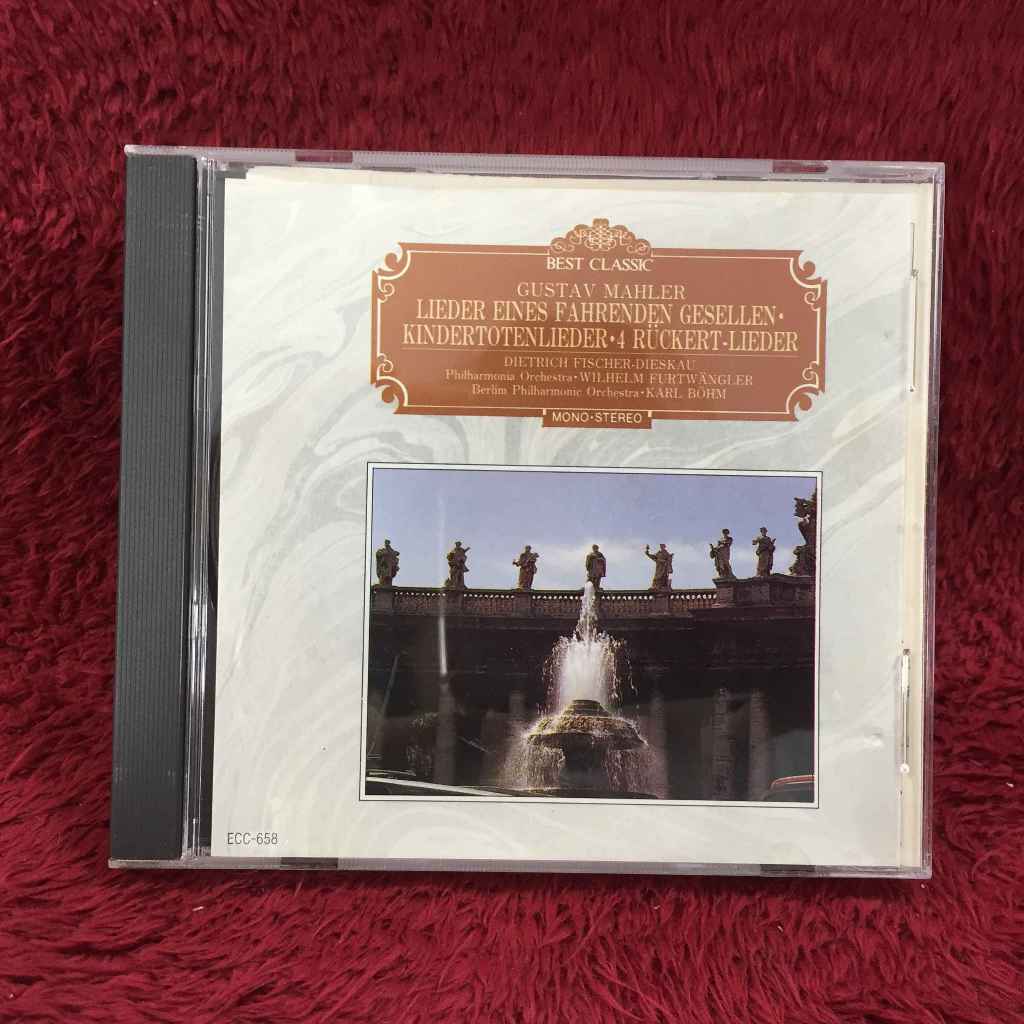 BEST CLASSIC
GUSTAV MAHLER
LIEDER EINES FAHRENDEN GESELLEN·
KINDERTOTENLIEDER·4 RÜCKERT-LIEDER
DIETRICH FISCHER-DIESKAU
Philharmonia Orchestra·WILHELM FURTWÄNGLER
Berlin Philharmonic Orchestra·KARL BÖHM
MONO·STEREO
ECC-658